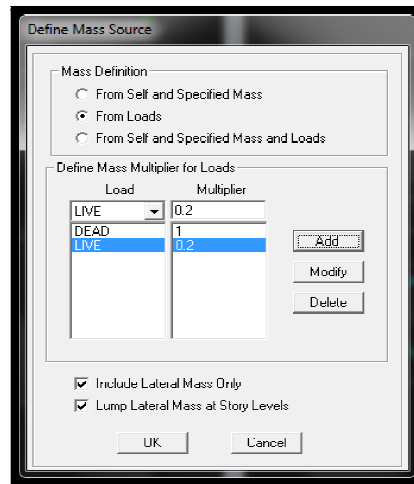 Define Mass Source
Mass Definition
From Self and Specified Mass
From Loads
From Self and Specified Mass and Loads
Define Mass Multiplier for Loads
Load Multiplier
LIVE 0.2
DEAD 1
LIVE 0.2
Add
Modify
Delete
Include Lateral Mass Only
Lump Lateral Mass at Story Levels
OK Cancel